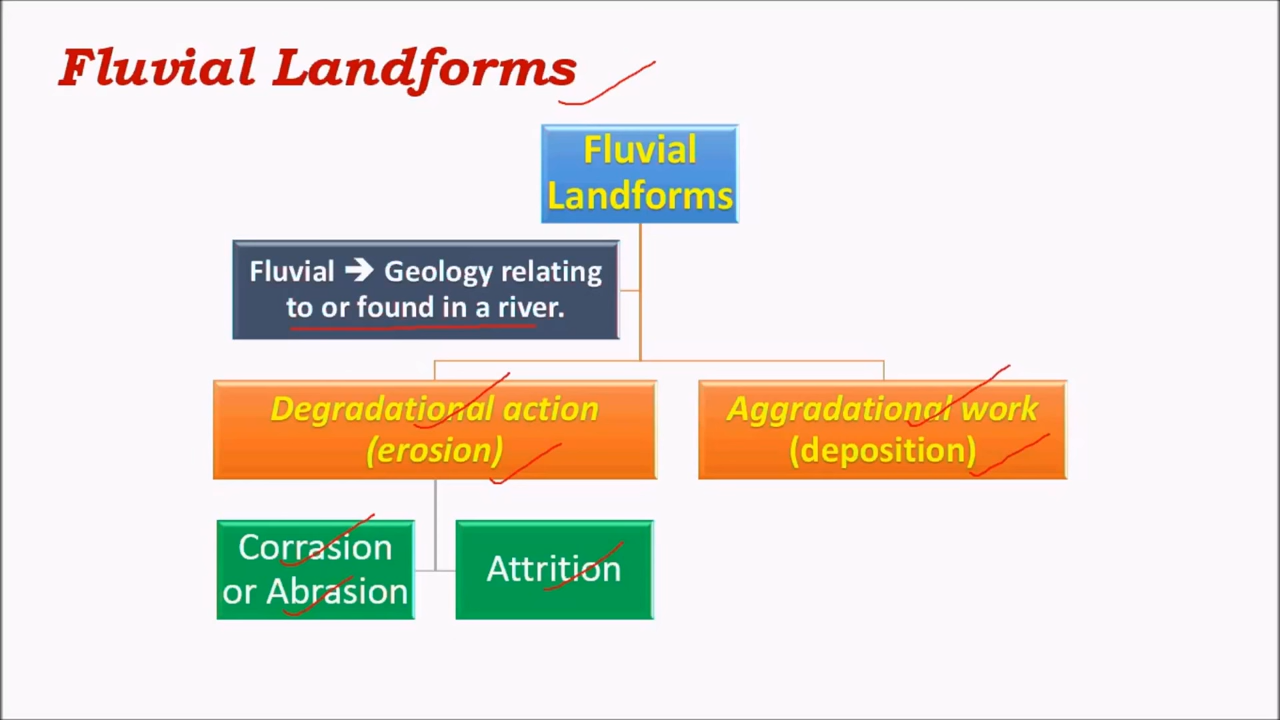 Fluvial Landforms
Fluvial
Landforms
Fluvial ➔ Geology relating
to or found in a river.
Degradational action
(erosion)
Aggradational work
(deposition)
Corrasion
or Abrasion
Attrition